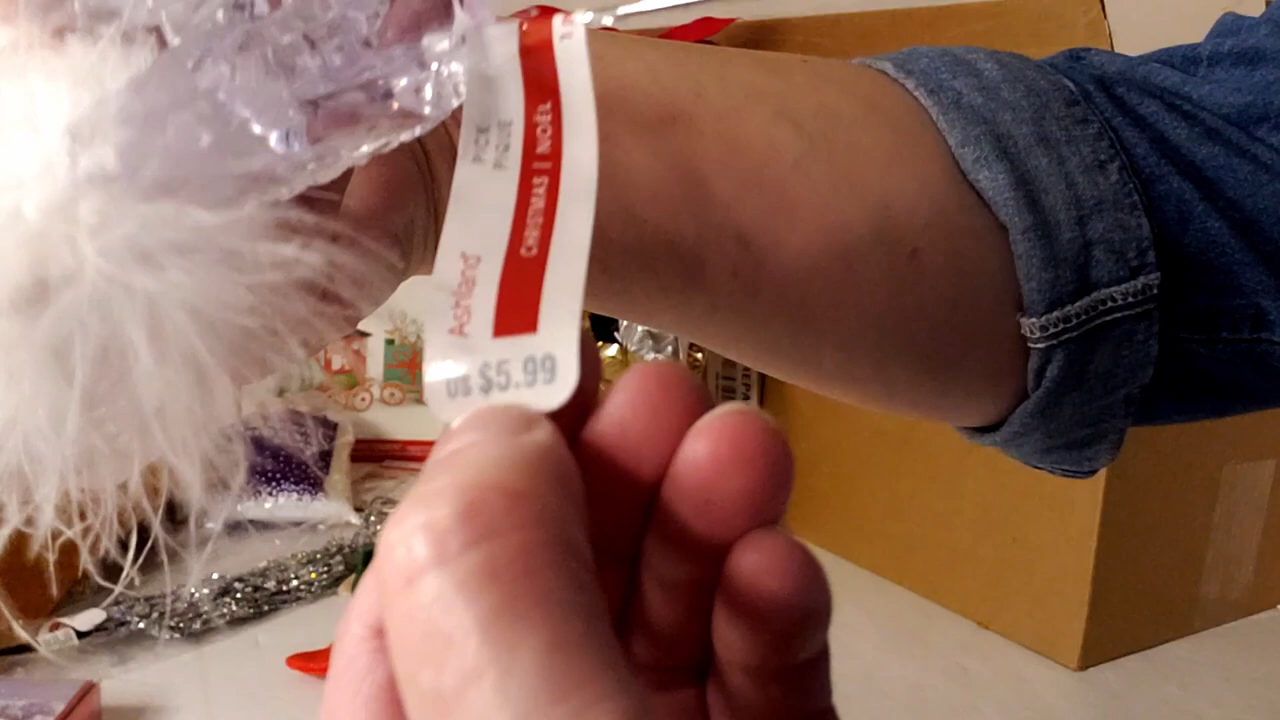 PICK
PIQUE
CHRISTMAS | NOËL
Ashland
US $5.99